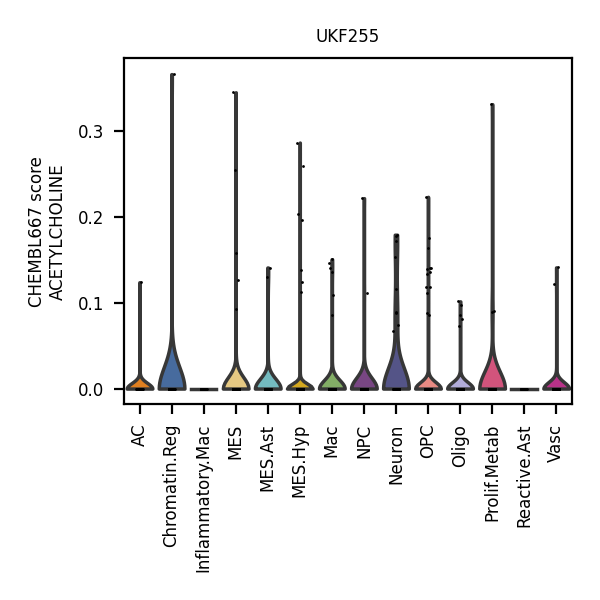 UKF255
CHEMBL667 score
ACETYLCHOLINE
0.3
0.2
0.1
0.0
AC
Chromatin.Reg
Inflammatory.Mac
MES
MES.Ast
MES.Hyp
Mac
NPC
Neuron
OPC
Oligo
Prolif.Metab
Reactive.Ast
Vasc